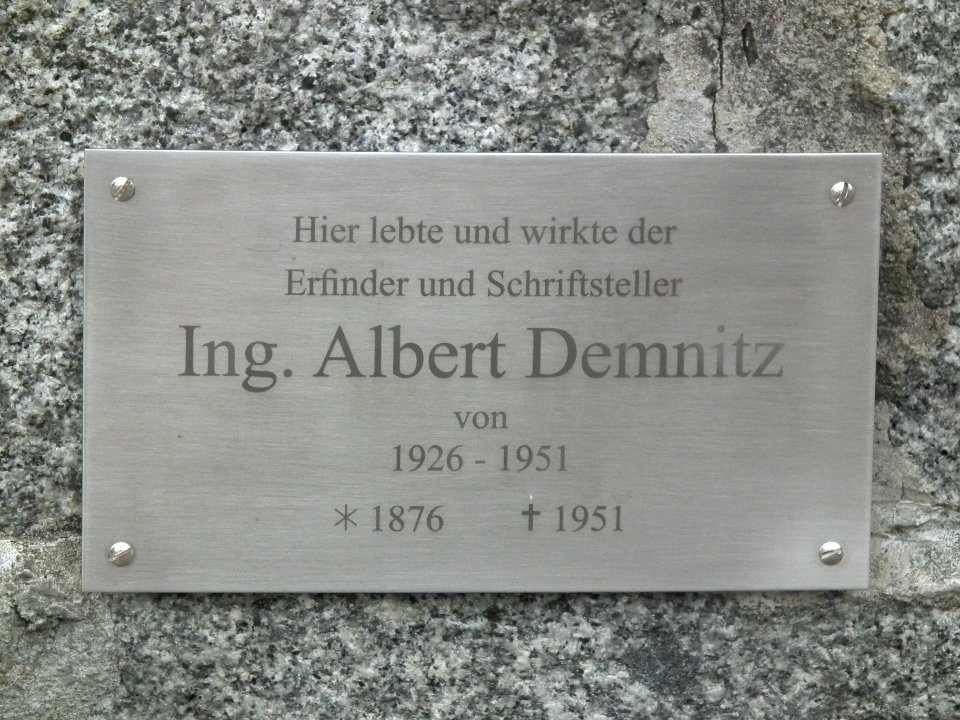 Hier lebte und wirkte der
Erfinder und Schriftsteller
Ing. Albert Demnitz
von
1926 - 1951
* 1876 † 1951